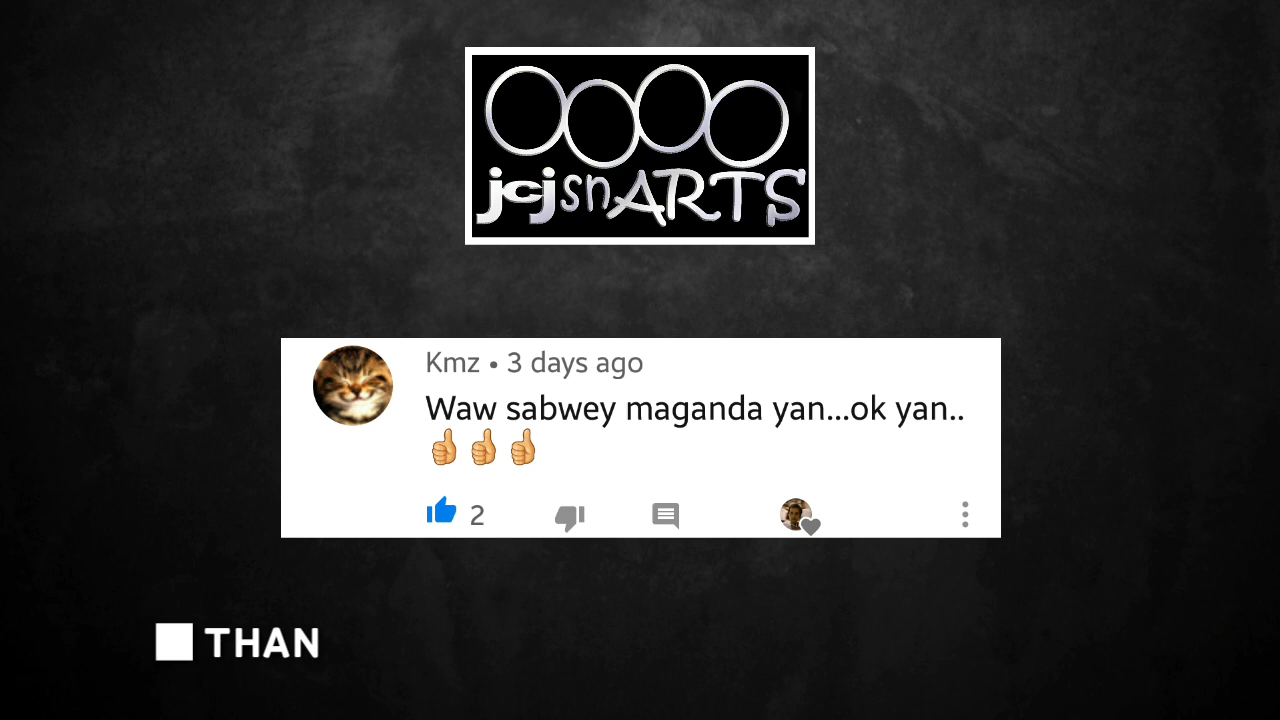 jcjsnARTS
Kmz • 3 days ago
Waw sabwey maganda yan...ok yan..
👍🏼👍🏼👍🏼
2
THAN